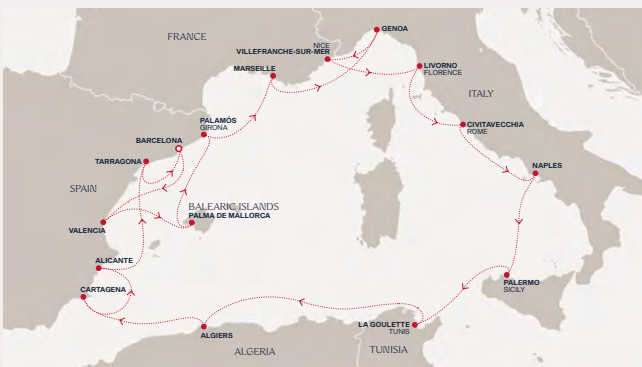 GENOA
FRANCE
NICE
VILLEFRANCHE-SUR-MER
MARSEILLE
LIVORNO
FLORENCE
ITALY
PALAMÓS
GIRONA
CIVITAVECCHIA
ROME
BARCELONA
TARRAGONA
NAPLES
SPAIN
BALEARIC ISLANDS
PALMA DE MALLORCA
VALENCIA
ALICANTE
CARTAGENA
PALERMO
SICILY
LA GOULETTE
TUNIS
ALGIERS
ALGERIA
TUNISIA